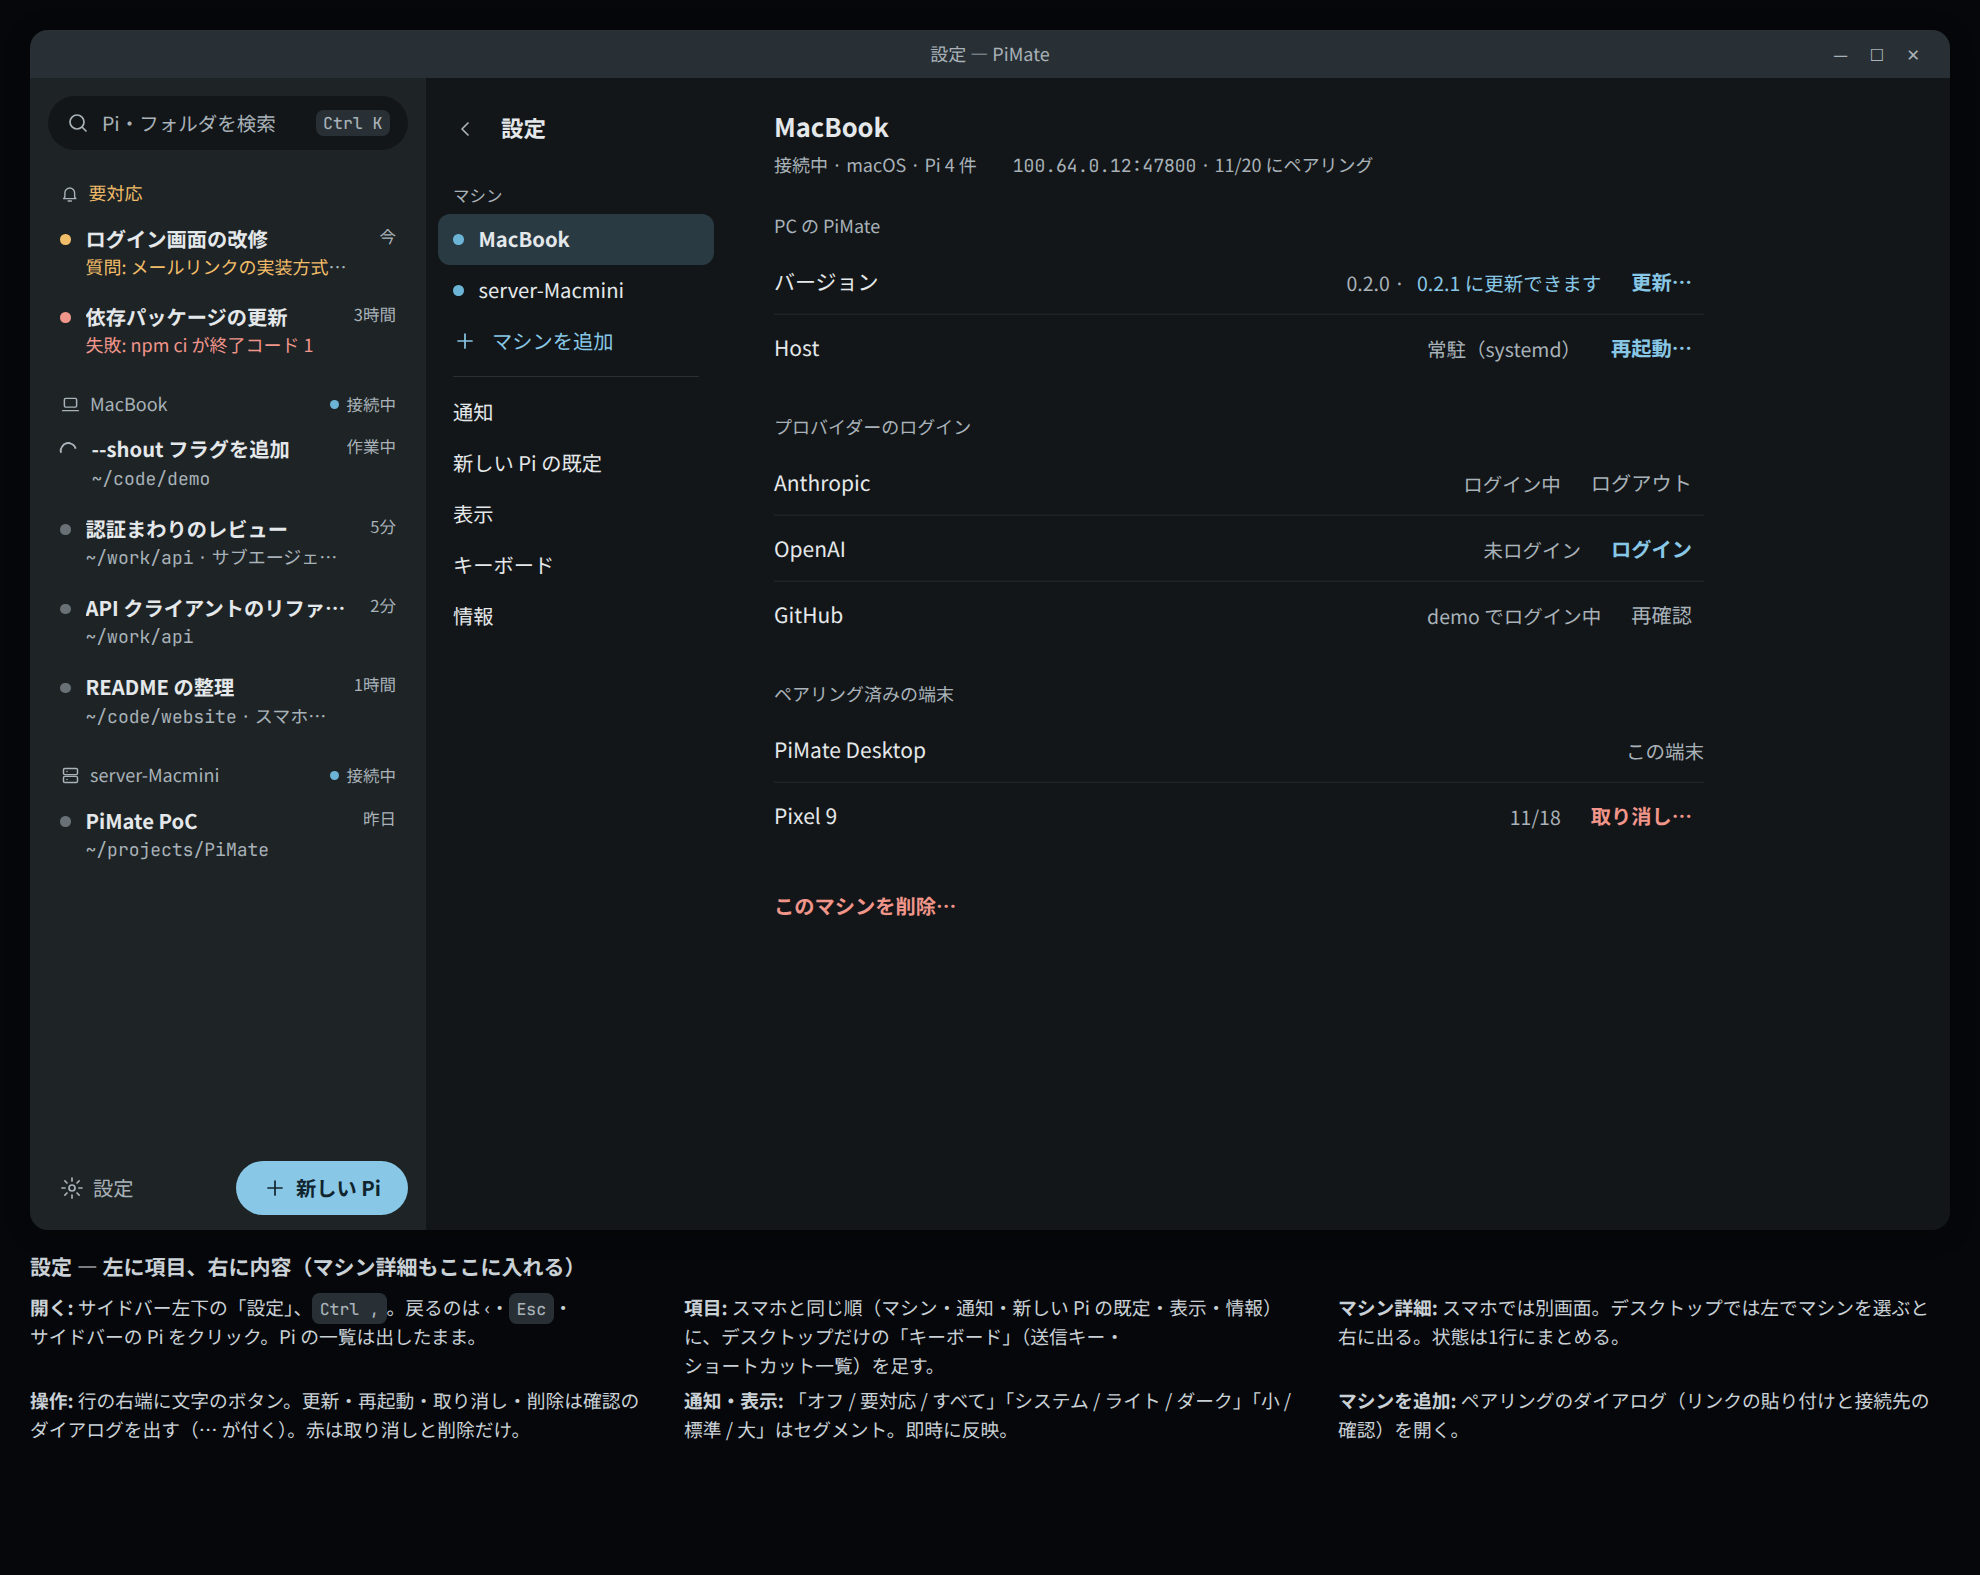 設定 — PiMate
Pi・フォルダを検索 Ctrl K
要対応
ログイン画面の改修 今
質問: メールリンクの実装方式…
依存パッケージの更新 3時間
失敗: npm ci が終了コード 1
MacBook 接続中
--shout フラグを追加 作業中
~/code/demo
認証まわりのレビュー 5分
~/work/api · サブエージェ…
API クライアントのリファ… 2分
~/work/api
README の整理 1時間
~/code/website · スマホ…
server-Macmini 接続中
PiMate PoC 昨日
~/projects/PiMate
設定
新しい Pi
設定
マシン
MacBook
server-Macmini
マシンを追加
通知
新しい Pi の既定
表示
キーボード
情報
MacBook
接続中 · macOS · Pi 4 件 100.64.0.12:47800 · 11/20 にペアリング
PC の PiMate
バージョン 0.2.0 · 0.2.1 に更新できます 更新…
Host 常駐（systemd） 再起動…
プロバイダーのログイン
Anthropic ログイン中 ログアウト
OpenAI 未ログイン ログイン
GitHub demo でログイン中 再確認
ペアリング済みの端末
PiMate Desktop この端末
Pixel 9 11/18 取り消し…
このマシンを削除…
設定 — 左に項目、右に内容（マシン詳細もここに入れる）
開く: サイドバー左下の「設定」、 Ctrl , 。戻るのは ‹・ Esc ・
サイドバーの Pi をクリック。Pi の一覧は出したまま。
項目: スマホと同じ順（マシン・通知・新しい Pi の既定・表示・情報）
に、デスクトップだけの「キーボード」（送信キー・
ショートカット一覧）を足す。
マシン詳細: スマホでは別画面。デスクトップでは左でマシンを選ぶと
右に出る。状態は1行にまとめる。
操作: 行の右端に文字のボタン。更新・再起動・取り消し・削除は確認の
ダイアログを出す（… が付く）。赤は取り消しと削除だけ。
通知・表示: 「オフ / 要対応 / すべて」「システム / ライト / ダーク」「小 /
標準 / 大」はセグメント。即時に反映。
マシンを追加: ペアリングのダイアログ（リンクの貼り付けと接続先の
確認）を開く。